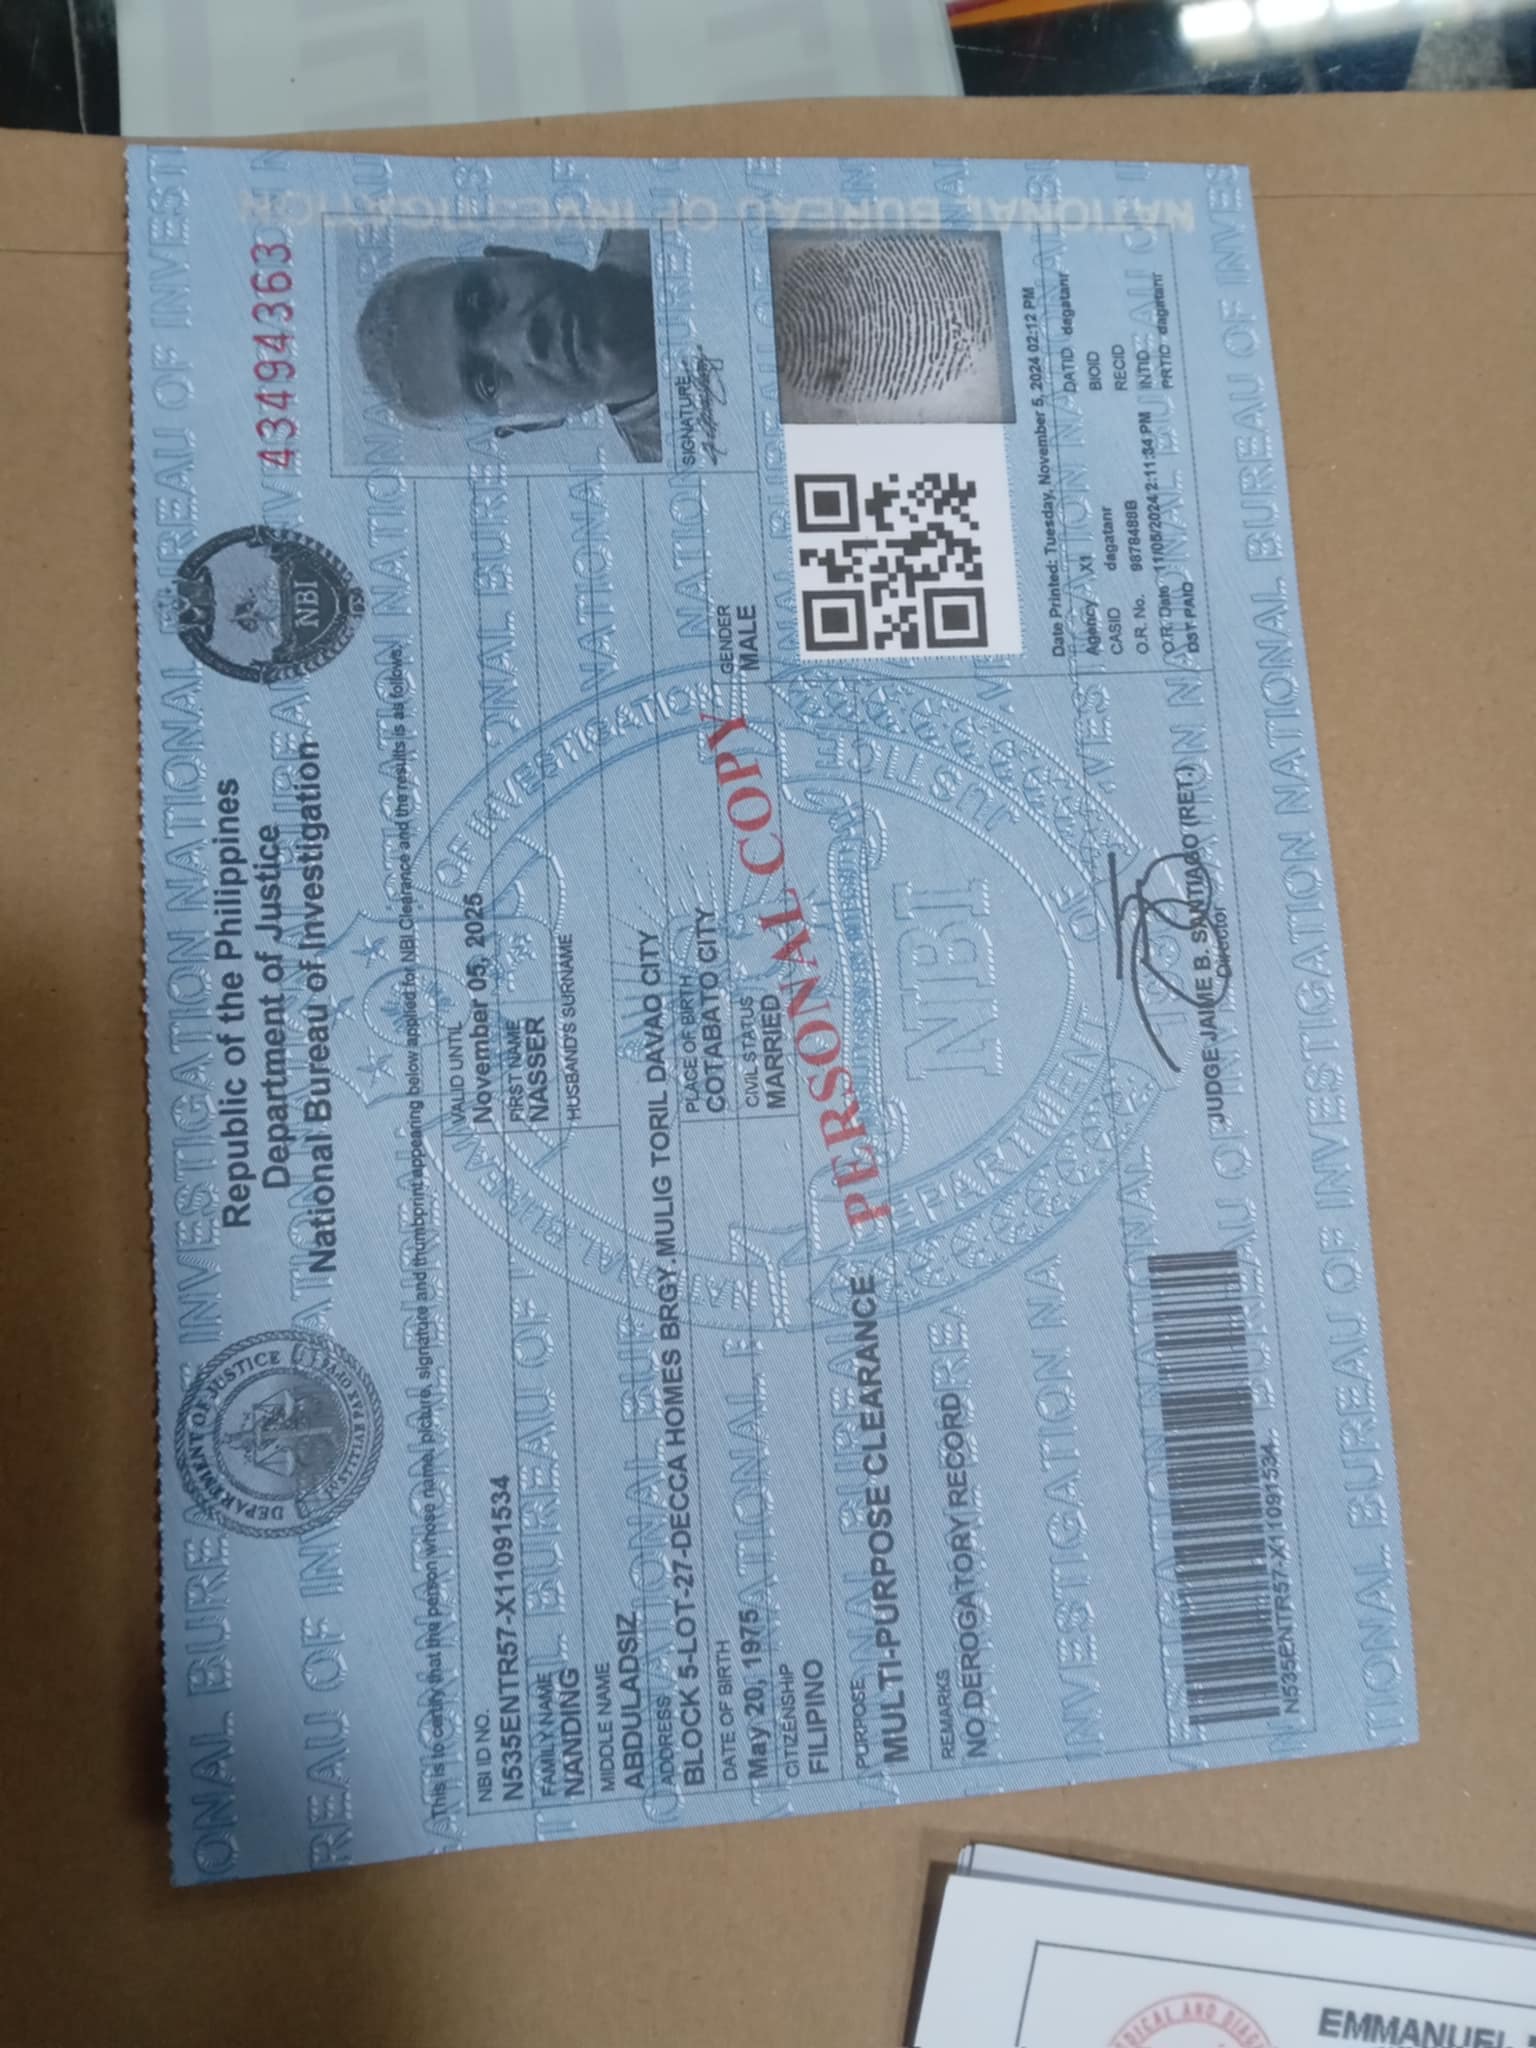 43494363
Republic of the Philippines
Department of Justice
National Bureau of Investigation
DEPARTMENT OF JUSTICE
NBI
This is to certify that the person whose name, picture, signature and thumbprint appearing below applied for NBI Clearance and the results is as follows:
NBI ID NO.
N535ENTR57-X11091534
VALID UNTIL
November 05, 2025
FAMILY NAME
NANDING
FIRST NAME
NASSER
MIDDLE NAME
ABDULADSIZ
HUSBAND'S SURNAME
ADDRESS
BLOCK 5-LOT-27-DECCA HOMES BRGY.MULIG TORIL DAVAO CITY
DATE OF BIRTH
May 20, 1975
PLACE OF BIRTH
COTABATO CITY
GENDER
MALE
CITIZENSHIP
FILIPINO
CIVIL STATUS
MARRIED
PERSONAL COPY
PURPOSE
MULTI-PURPOSE CLEARANCE
REMARKS
NO DEROGATORY RECORD
SIGNATURE
Date Printed: Tuesday, November 5, 2024 02:12 PM
Agency X1 DATID dagatanr
CASID dagatanr BIOID
O.R. No. 9878488B RECID
O.R. Date 11/05/2024 2:11:34 PM INTID
DST PAID PRTID dagatanr
JUDGE JAIME B. SANTIAGO (RET.)
Director
N535ENTR57-X11091534
NATIONAL BUREAU OF INVESTIGATION
NBI
EMMANUEL